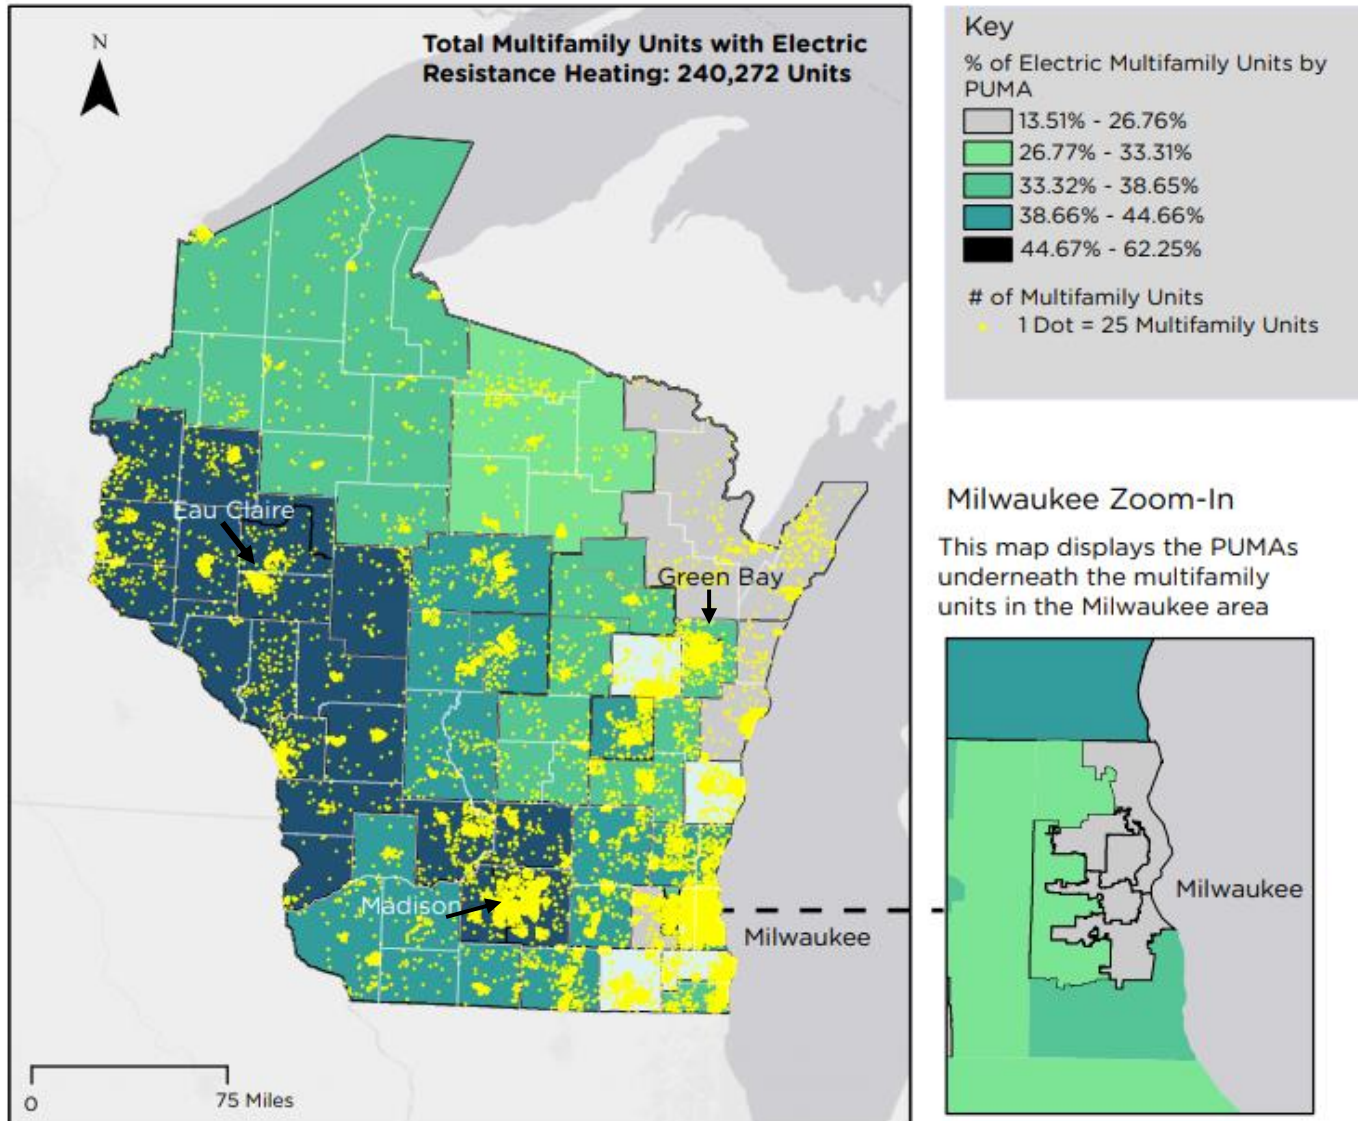 N
Total Multifamily Units with Electric
Resistance Heating: 240,272 Units
Eau Claire
Green Bay
Madison
Milwaukee
0
75 Miles
Key
% of Electric Multifamily Units by
PUMA
13.51% - 26.76%
26.77% - 33.31%
33.32% - 38.65%
38.66% - 44.66%
44.67% - 62.25%
# of Multifamily Units
1 Dot = 25 Multifamily Units
Milwaukee Zoom-In
This map displays the PUMAs
underneath the multifamily
units in the Milwaukee area
Milwaukee